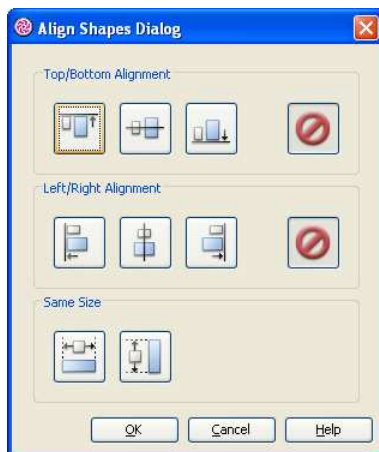 Align Shapes Dialog
Top/Bottom Alignment
Left/Right Alignment
Same Size
OK Cancel Help